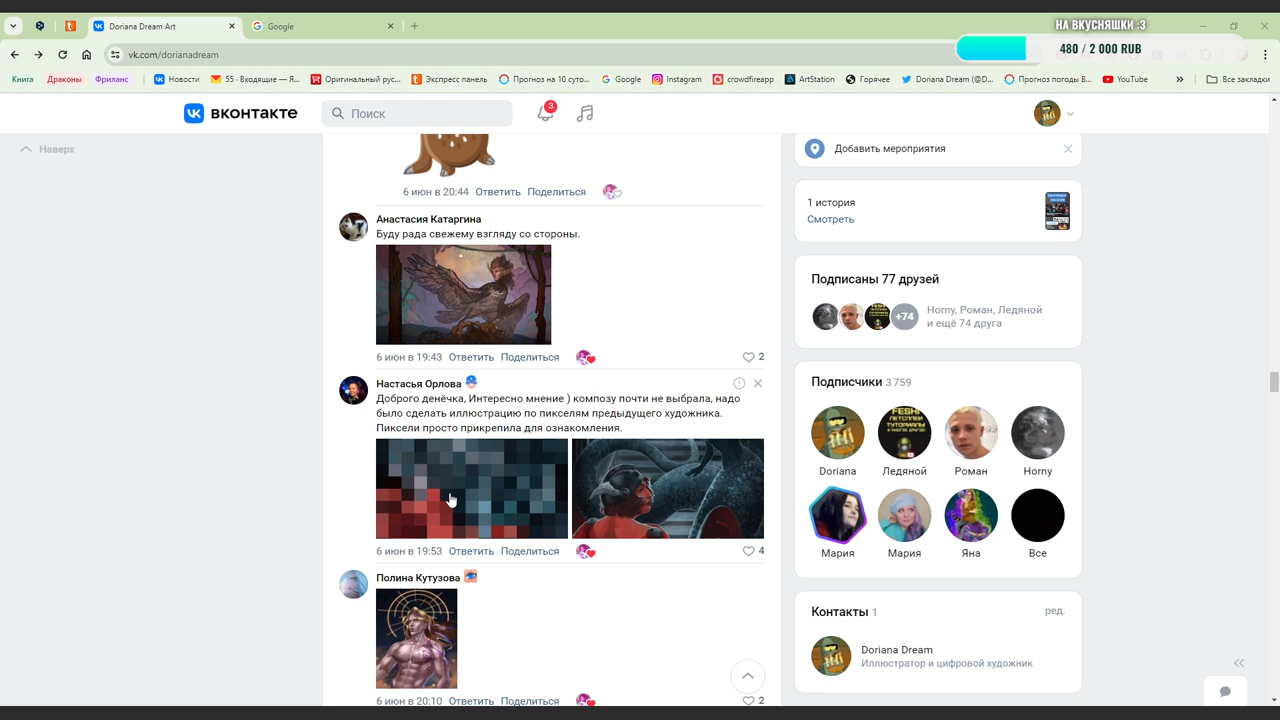 Doriana Dream Art
Google
НА ВКУСНЯШКИ :3
480 / 2 000 RUB
vk.com/dorianadream
Книга
Драконы
Фриланс
Новости
55 · Входящие — Я...
Оригинальный рус...
Экспресс панель
Прогноз на 10 суто...
Google
Instagram
crowdfireapp
ArtStation
Горячее
Doriana Dream (@D...
Прогноз погоды В...
YouTube
Все закладки
ВКОНТАКТЕ
Поиск
3
Наверх
6 июн в 20:44 Ответить Поделиться
Анастасия Катаргина
Буду рада свежему взгляду со стороны.
6 июн в 19:43 Ответить Поделиться
2
Настасья Орлова
Доброго денёчка, Интересно мнение ) композу почти не выбрала, надо
было сделать иллюстрацию по пикселям предыдущего художника.
Пиксели просто прикрепила для ознакомления.
6 июн в 19:53 Ответить Поделиться
4
Полина Кутузова
6 июн в 20:10 Ответить Поделиться
2
Добавить мероприятия
1 история
Смотреть
Подписаны 77 друзей
+74
Horny, Роман, Ледяной
и ещё 74 друга
Подписчики 3 759
FESHI
Doriana
Ледяной
Роман
Horny
Мария
Мария
Яна
Все
Контакты 1
ред.
Doriana Dream
Иллюстратор и цифровой художник